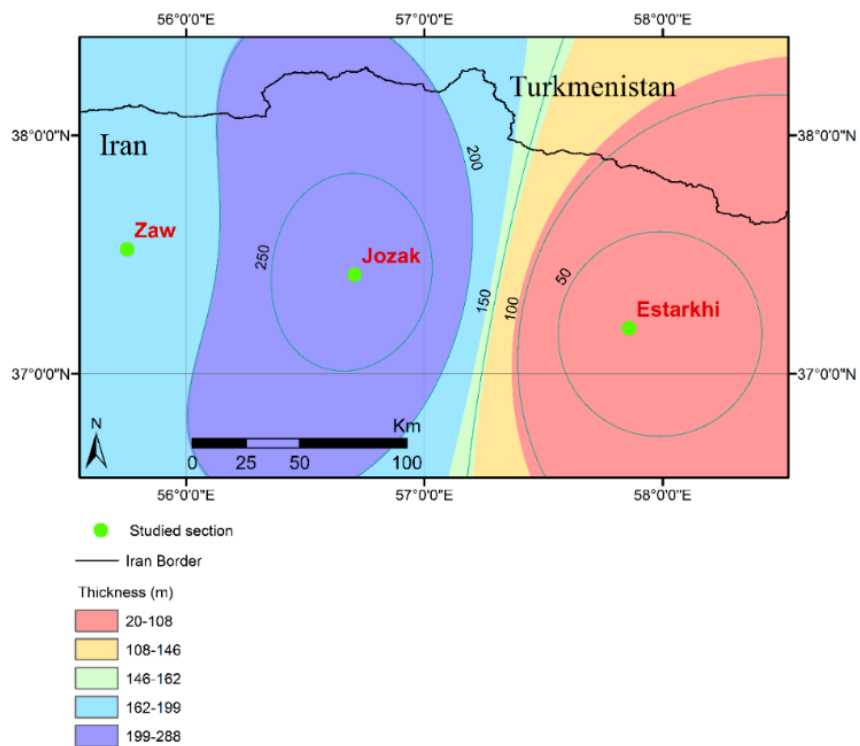 56°0'0"E 57°0'0"E 58°0'0"E
Turkmenistan
38°0'0"N 38°0'0"N
Iran
200
Zaw
Jozak
250
50
150
100
Estarkhi
37°0'0"N 37°0'0"N
N
Km
0 25 50 100
56°0'0"E 57°0'0"E 58°0'0"E
Studied section
Iran Border
Thickness (m)
20-108
108-146
146-162
162-199
199-288